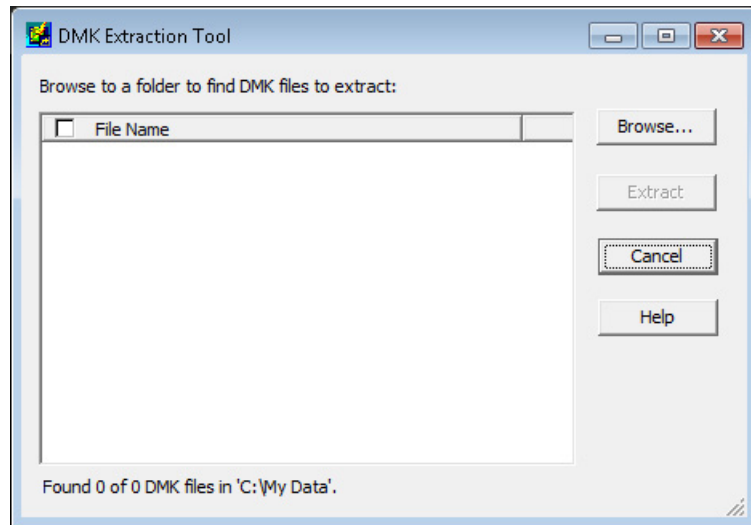 DMK Extraction Tool
Browse to a folder to find DMK files to extract:
File Name
Browse...
Extract
Cancel
Help
Found 0 of 0 DMK files in 'C:\My Data'.